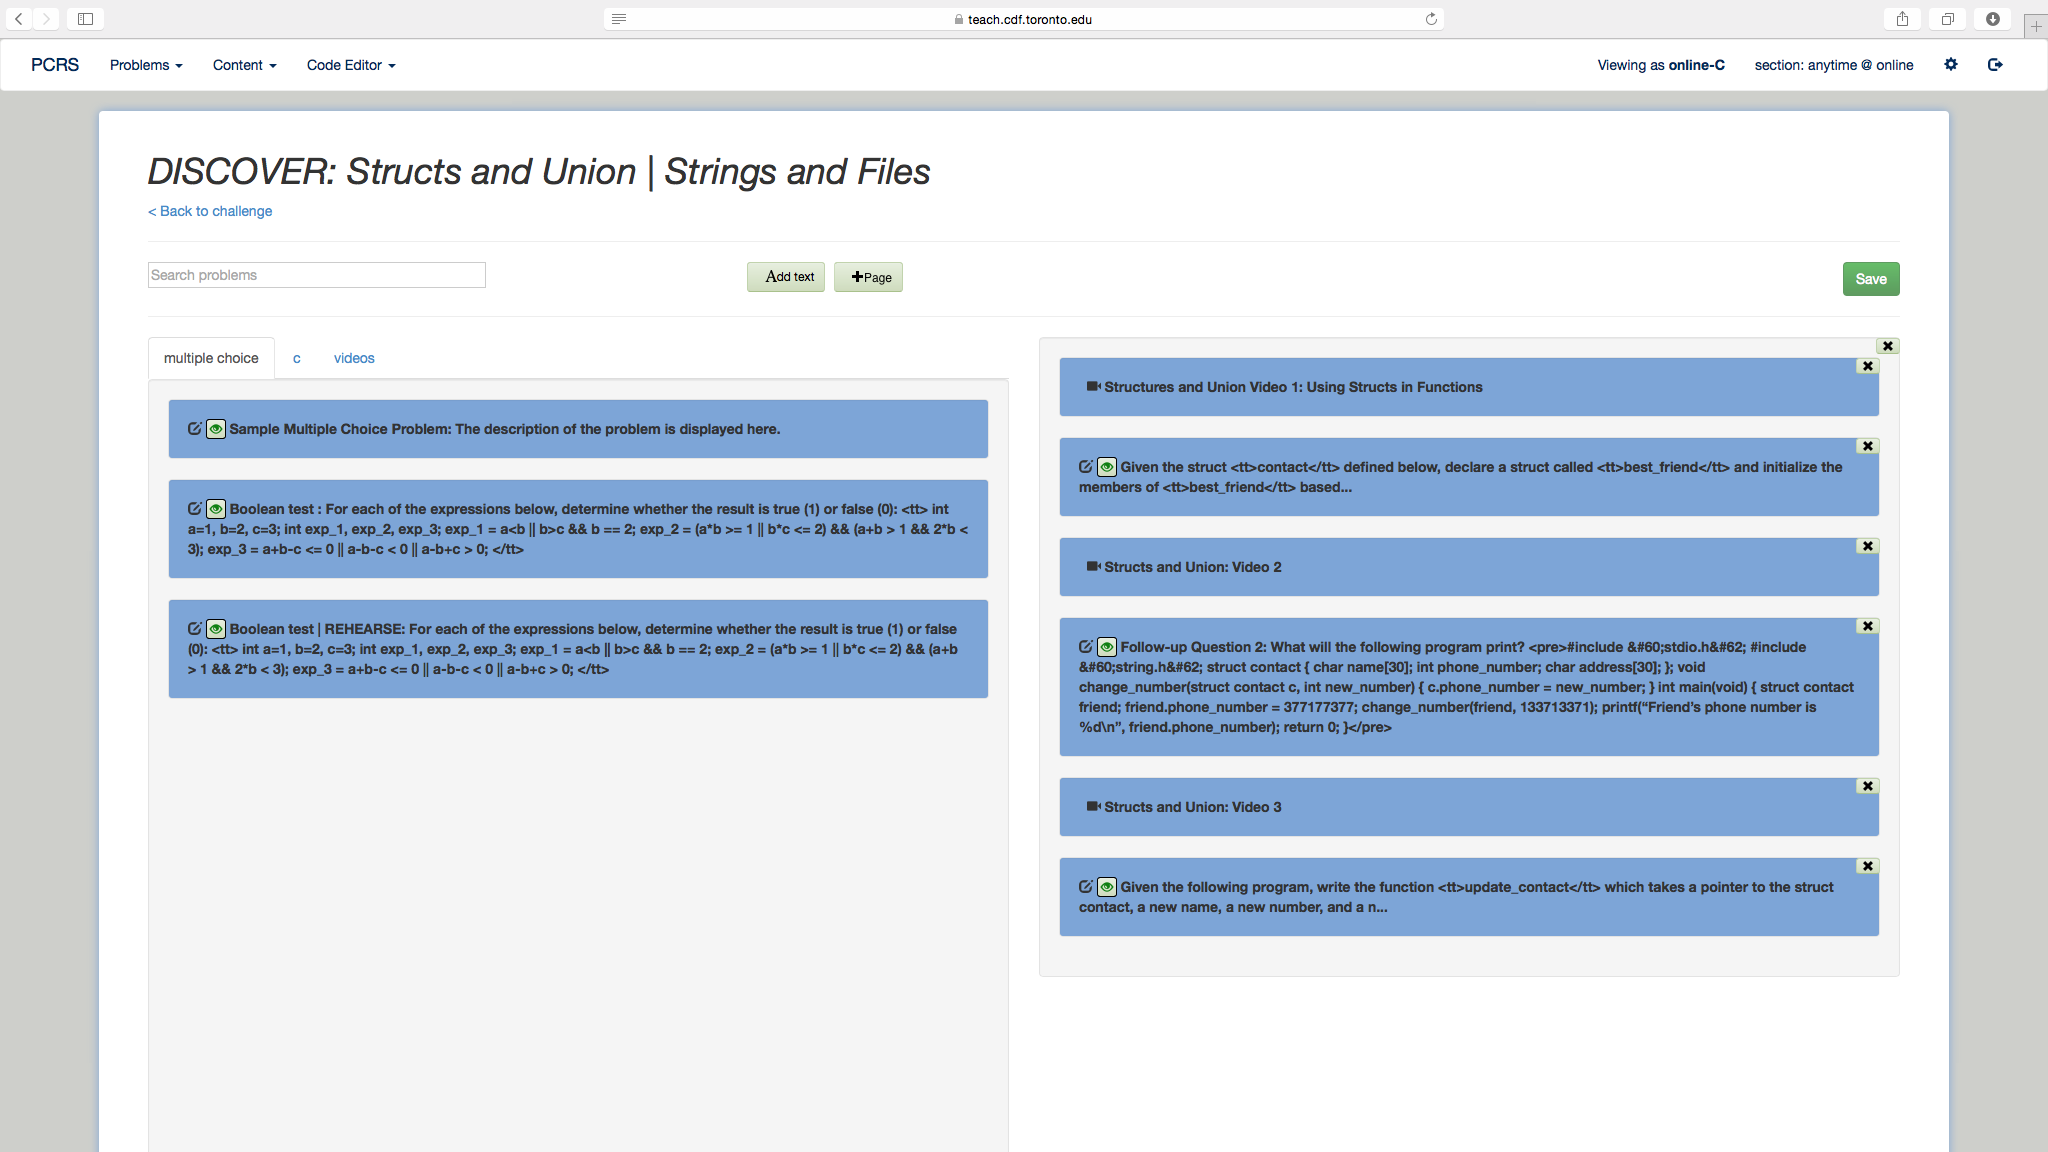 teach.cdf.toronto.edu
PCRS Problems Content Code Editor Viewing as online-C section: anytime @ online
DISCOVER: Structs and Union | Strings and Files
< Back to challenge
Search problems Add text +Page Save
multiple choice c videos
Sample Multiple Choice Problem: The description of the problem is displayed here.
Boolean test : For each of the expressions below, determine whether the result is true (1) or false (0): <tt> int
a=1, b=2, c=3; int exp_1, exp_2, exp_3; exp_1 = a<b || b>c && b == 2; exp_2 = (a*b >= 1 || b*c <= 2) && (a+b > 1 && 2*b <
3); exp_3 = a+b-c <= 0 || a-b-c < 0 || a-b+c > 0; </tt>
Boolean test | REHEARSE: For each of the expressions below, determine whether the result is true (1) or false
(0): <tt> int a=1, b=2, c=3; int exp_1, exp_2, exp_3; exp_1 = a<b || b>c && b == 2; exp_2 = (a*b >= 1 || b*c <= 2) && (a+b
> 1 && 2*b < 3); exp_3 = a+b-c <= 0 || a-b-c < 0 || a-b+c > 0; </tt>
Structures and Union Video 1: Using Structs in Functions
Given the struct <tt>contact</tt> defined below, declare a struct called <tt>best_friend</tt> and initialize the
members of <tt>best_friend</tt> based...
Structs and Union: Video 2
Follow-up Question 2: What will the following program print? <pre>#include &#60;stdio.h&#62; #include
&#60;string.h&#62; struct contact { char name[30]; int phone_number; char address[30]; }; void
change_number(struct contact c, int new_number) { c.phone_number = new_number; } int main(void) { struct contact
friend; friend.phone_number = 377177377; change_number(friend, 133713371); printf(“Friend’s phone number is
%d\n”, friend.phone_number); return 0; }</pre>
Structs and Union: Video 3
Given the following program, write the function <tt>update_contact</tt> which takes a pointer to the struct
contact, a new name, a new number, and a n...